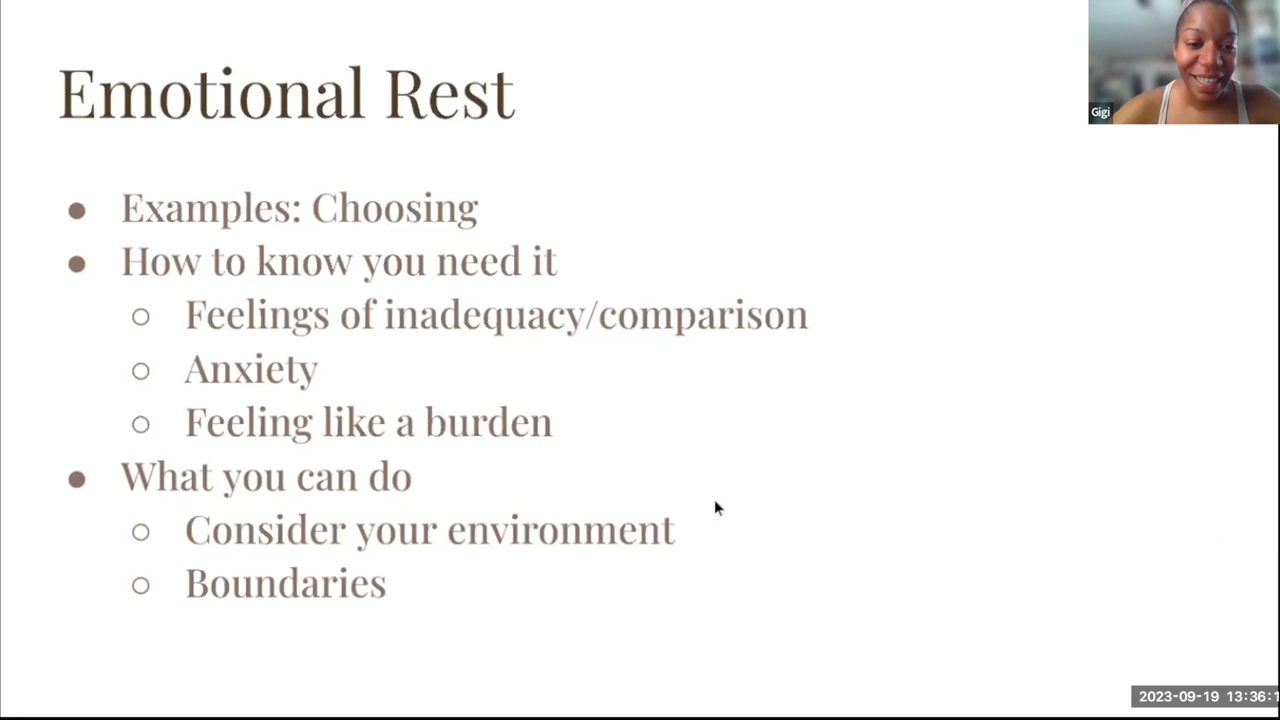 Emotional Rest
Gigi
● Examples: Choosing
● How to know you need it
○ Feelings of inadequacy/comparison
○ Anxiety
○ Feeling like a burden
● What you can do
○ Consider your environment
○ Boundaries
2023-09-19 13:36:1